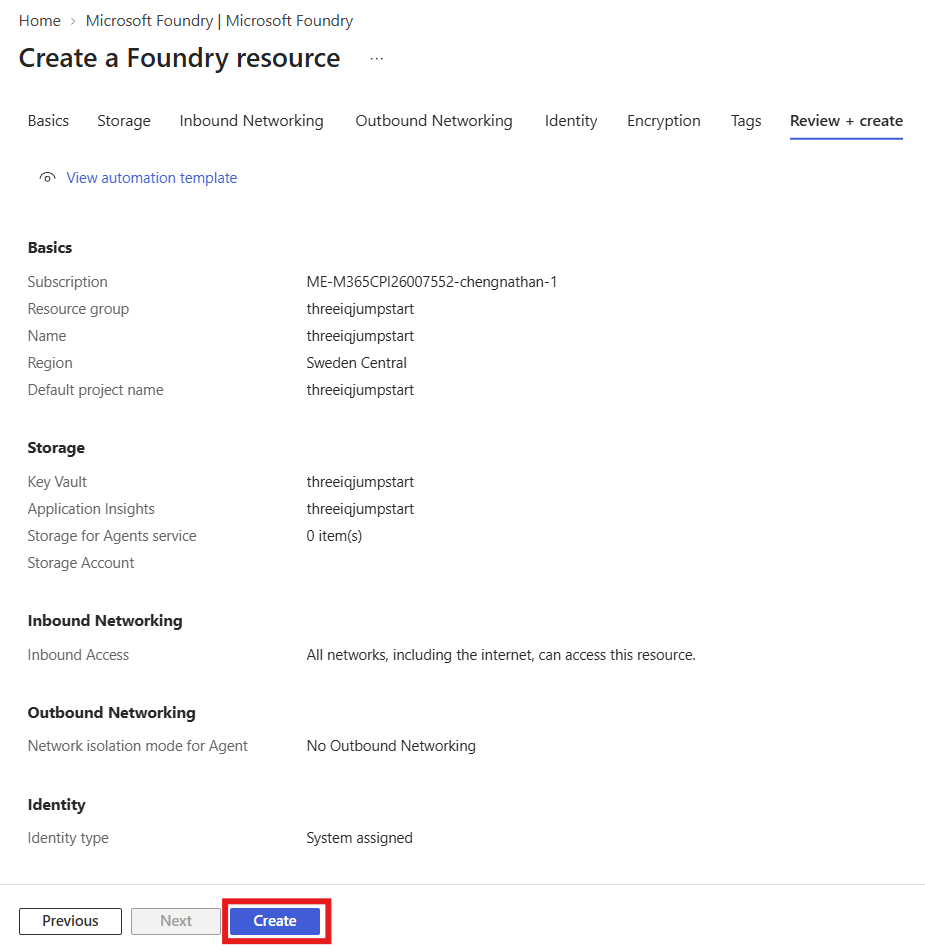 Home > Microsoft Foundry | Microsoft Foundry
Create a Foundry resource ...
Basics Storage Inbound Networking Outbound Networking Identity Encryption Tags Review + create
View automation template
Basics
Subscription ME-M365CPI26007552-chengnathan-1
Resource group threeiqjumpstart
Name threeiqjumpstart
Region Sweden Central
Default project name threeiqjumpstart
Storage
Key Vault threeiqjumpstart
Application Insights threeiqjumpstart
Storage for Agents service 0 item(s)
Storage Account
Inbound Networking
Inbound Access All networks, including the internet, can access this resource.
Outbound Networking
Network isolation mode for Agent No Outbound Networking
Identity
Identity type System assigned
Previous Next Create